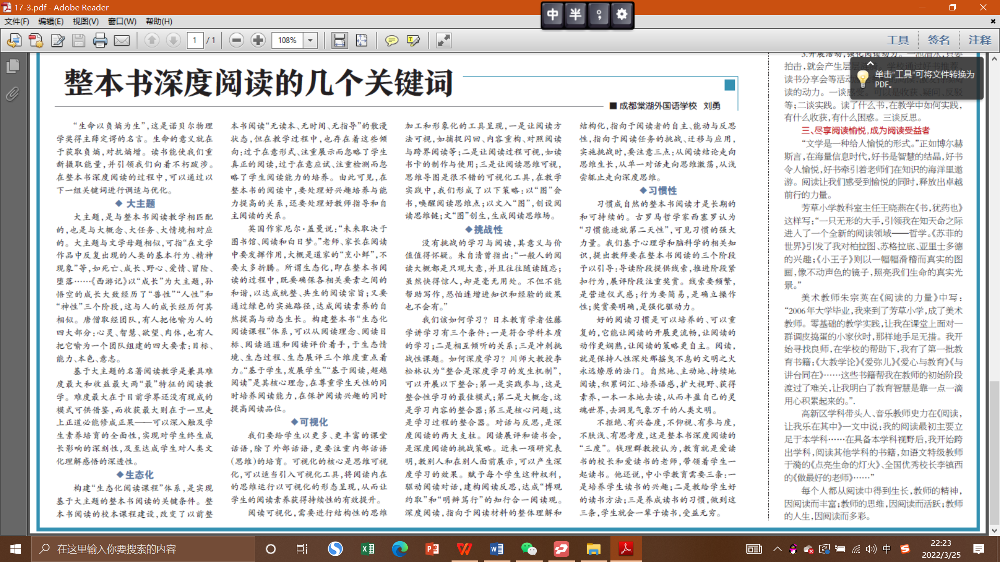 17-3.pdf - Adobe Reader
中 半 ；
文件(F) 编辑(E) 视图(V) 窗口(W) 帮助(H)
1 / 1 108% 工具 签名 注释
单击“工具”可将文件转换为
PDF。
整本书深度阅读的几个关键词
■ 成都棠湖外国语学校 刘勇
“生命以负熵为生”，这是诺贝尔物理
学奖得主薛定谔的名言。生命的意义就在
于获取负熵，对抗熵增。读书能使我们重
新摄取能量，并引领我们向着不朽跋涉。
在整本书深度阅读的过程中，可以通过以
下一组关键词进行调适与优化。
◆ 大主题
大主题，是与整本书阅读教学相匹配
的，也是与大概念、大任务、大情境相对应
的。大主题与文学母题相似，可指“在文学
作品中反复出现的人类的基本行为、精神
现象”等，如死亡、成长、野心、爱情、冒险、
堕落……《西游记》以“成长”为大主题，孙
悟空的成长大致经历了“兽性”“人性”和
“神性”三个阶段，这与人的成长经历何其
相似。唐僧取经团队，有人把他喻为人的
四大部分：心灵、智慧、欲望、肉体，也有人
把它喻为一个团队组建的四大要素：目标、
能力、本色、意志。
基于大主题的名著阅读教学是兼具难
度最大和收益最大两“最”特征的阅读教
学。难度最大在于目前学界还没有现成的
模式可供借鉴，而收获最大则在于一旦走
上正道必能修成正果——可以深入触及学
生素养培育的全面性，实现对学生终生成
长影响的深刻性，及至达成学生对人类文
化理解感悟的深透性。
◆生态化
构建“生态化阅读课程”体系，是实现
基于大主题的整本书阅读的关键条件。整
本书阅读的校本课程建设，改变了以前整
本书阅读“无读本、无时间、无指导”的散漫
状态，但在教学过程中，也存在着这些倾
向：过于在意形式、注重展示而忽略了学生
真正的阅读，过于在意应试、注重检测而忽
略了学生阅读能力的培养。由此可见，在
整本书的阅读中，要处理好兴趣培养与能
力提高的关系，还要处理好教师指导和自
主阅读的关系。
英国作家尼尔·盖曼说：“未来取决于
图书馆、阅读和白日梦。”老师、家长在阅读
中要发挥作用，大概是道家的“烹小鲜”，不
要太多折腾。所谓生态化，即在整本书阅
读的过程中，既要确保各相关要素之间的
和谐，以达成统整、共生的阅读宗旨；又要
通过绿色的实施路径，达成阅读素养的自
然提高与动态生长。构建整本书“生态化
阅读课程”体系，可以从阅读理念、阅读目
标、阅读通道和阅读评价着手，于生态情
境、生态过程、生态展评三个维度重点着
力。“基于学生，发展学生”“基于阅读，超越
阅读”是其核心理念，在尊重学生天性的同
时培养阅读能力，在保护阅读兴趣的同时
提高阅读品位。
◆可视化
我们要给学生以更多、更丰富的课堂
话语，除了外部话语，更要注重内部话语
（思维）的培育。可视化的核心是思维可视
化，可以适当引入可视化工具，将阅读内在
的思维运行以可视化的形态呈现，从而让
学生的阅读素养获得持续性的有效提升。
阅读可视化，需要进行结构性的思维
加工和形象化的工具呈现，一是让阅读方
法可视，如捕捉闪回、内容重构、对照阅读
与跨界阅读等；二是让阅读过程可视，如读
书卡的制作与使用；三是让阅读思维可视，
思维导图是很不错的可视化工具，在教学
实践中，我们形成了以下策略：以“图”会
书，唤醒阅读思维点；以文入“图”，创设阅
读思维链；文“图”创生，生成阅读思维场。
◆挑战性
没有挑战的学习与阅读，其意义与价
值值得怀疑。朱自清曾指出：“一般人的阅
读大概都是只观大意，并且往往随读随忘；
虽然快得惊人，却是毫无用处。不但不能
帮助写作，恐怕连增进知识和经验的效果
也不会有。”
我们该如何学习？日本教育学者佐藤
学讲学习有三个条件：一是符合学科本质
的学习；二是相互倾听的关系；三是冲刺挑
战性课题。如何深度学习？川师大教授李
松林认为“整合是深度学习的发生机制”，
可以开展以下整合：第一是实践参与，这是
整合性学习的最佳模式；第二是大概念，这
是学习内容的整合器；第三是核心问题，这
是学习过程的整合器。对话与反思，是深
度阅读的两大支柱。阅读展评和读书会，
是深度阅读的挑战策略。近来一项研究表
明，教别人和在别人面前展示，可以产生深
度学习的效果。赋予每个学生这种权利，
驱动阅读对话，建构阅读反思，达成“博观
约取”和“明辨笃行”的知行合一阅读观。
深度阅读，指向于阅读材料的整体理解和
结构化，指向于阅读者的自主、能动与反思
性，指向于阅读任务的挑战、迁移与应用，
实施挑战时，要注意三点：从阅读结论走向
思维生长，从单一对话走向思维激荡，从浅
尝辄止走向深度思维。
◆习惯性
习惯成自然的整本书阅读才是长期的
和可持续的。古罗马哲学家西塞罗认为
“习惯能造就第二天性”，可见习惯的强大
力量。我们基于心理学和脑科学的相关知
识，提出教师要在整本书阅读的三个阶段
予以引导：导读阶段提供线索，推进阶段紧
扣行为，展评阶段注重奖赏。线索要频繁，
是营造仪式感；行为要简易，是确立操作
性；奖赏要明确，是强化驱动力。
好的阅读习惯是可以培养的、可以重
复的，它能让阅读的开展更流畅，让阅读的
动作更娴熟，让阅读的策略更自主。阅读，
就是保持人性深处那摇曳不息的文明之火
永远燎原的法门。自然地、主动地、持续地
阅读，积累词汇、培养语感，扩大视野、获得
素养，一本一本地去读，从而丰盈自己的灵
魂世界，去洞见气象万千的人类文明。
不拒绝、有兴奋度，不仰视、有参与度，
不肤浅、有思考度，这是整本书深度阅读的
“三度”。钱理群教授认为，教育就是爱读
书的校长和爱读书的老师，带领着学生一
起读书。他还说，中小学教育需要三条：一
是培养学生读书的兴趣；二是教给学生好
的读书方法；三是养成读书的习惯，做到这
三条，学生就会一辈子读书，受益无穷。
3.开展活动，强化阅读动力。一池清水，只要
拍击，就会产生层层涟漪。学校通过好书推荐、
读书分享会等活动
读的动力。一谈感受。可以是收获、疑问、反驳
等；二谈实践。读了什么书，在教学中如何实践，
有什么收获，有什么困惑。三谈反思。
三、尽享阅读愉悦，成为阅读受益者
“文学是一种给人愉悦的形式。”正如博尔赫
斯言，在海量信息时代，好书是智慧的结晶，好书
令人愉悦，好书牵引着老师们在知识的海洋里遨
游。阅读让我们感受到愉悦的同时，释放出卓越
前行的力量。
芳草小学教科室主任王晓燕在《书，犹药也》
这样写：“一只无形的大手，引领我在知天命之际
进入了一个全新的阅读领域——哲学。《苏菲的
世界》引发了我对柏拉图、苏格拉底、亚里士多德
的兴趣；《小王子》则以一幅幅滑稽而真实的图
画，像不动声色的镜子，照亮我们生命的真实光
景。”
美术教师朱宗英在《阅读的力量》中写：
“2006年大学毕业，我来到了芳草小学，成了美术
教师。零基础的教学实践，让我在课堂上面对一
群调皮捣蛋的小家伙时，那样地手足无措。我开
始寻找良师，在学校的帮助下，我有了第一批教
育书籍：《大教学论》《爱弥儿》《爱心与教育》《与
讲台同在》……这些书籍帮我在教师的初始阶段
渡过了难关，让我明白了教育智慧是靠一点一滴
用心积累起来的。”.
高新区学科带头人、音乐教师史力在《阅读，
让我乐在其中》一文中说：我的阅读最初主要立
足于本学科……在具备本学科视野后，我开始跨
出学科，阅读其他学科的书籍，如语文特级教师
于漪的《点亮生命的灯火》、全国优秀校长李镇西
的《做最好的老师》……”
每个人都从阅读中得到生长，教师的精神，
因阅读而丰富；教师的思维，因阅读而活跃；教师
的人生，因阅读而多彩。
在这里输入你要搜索的内容
中
22:23
2022/3/25